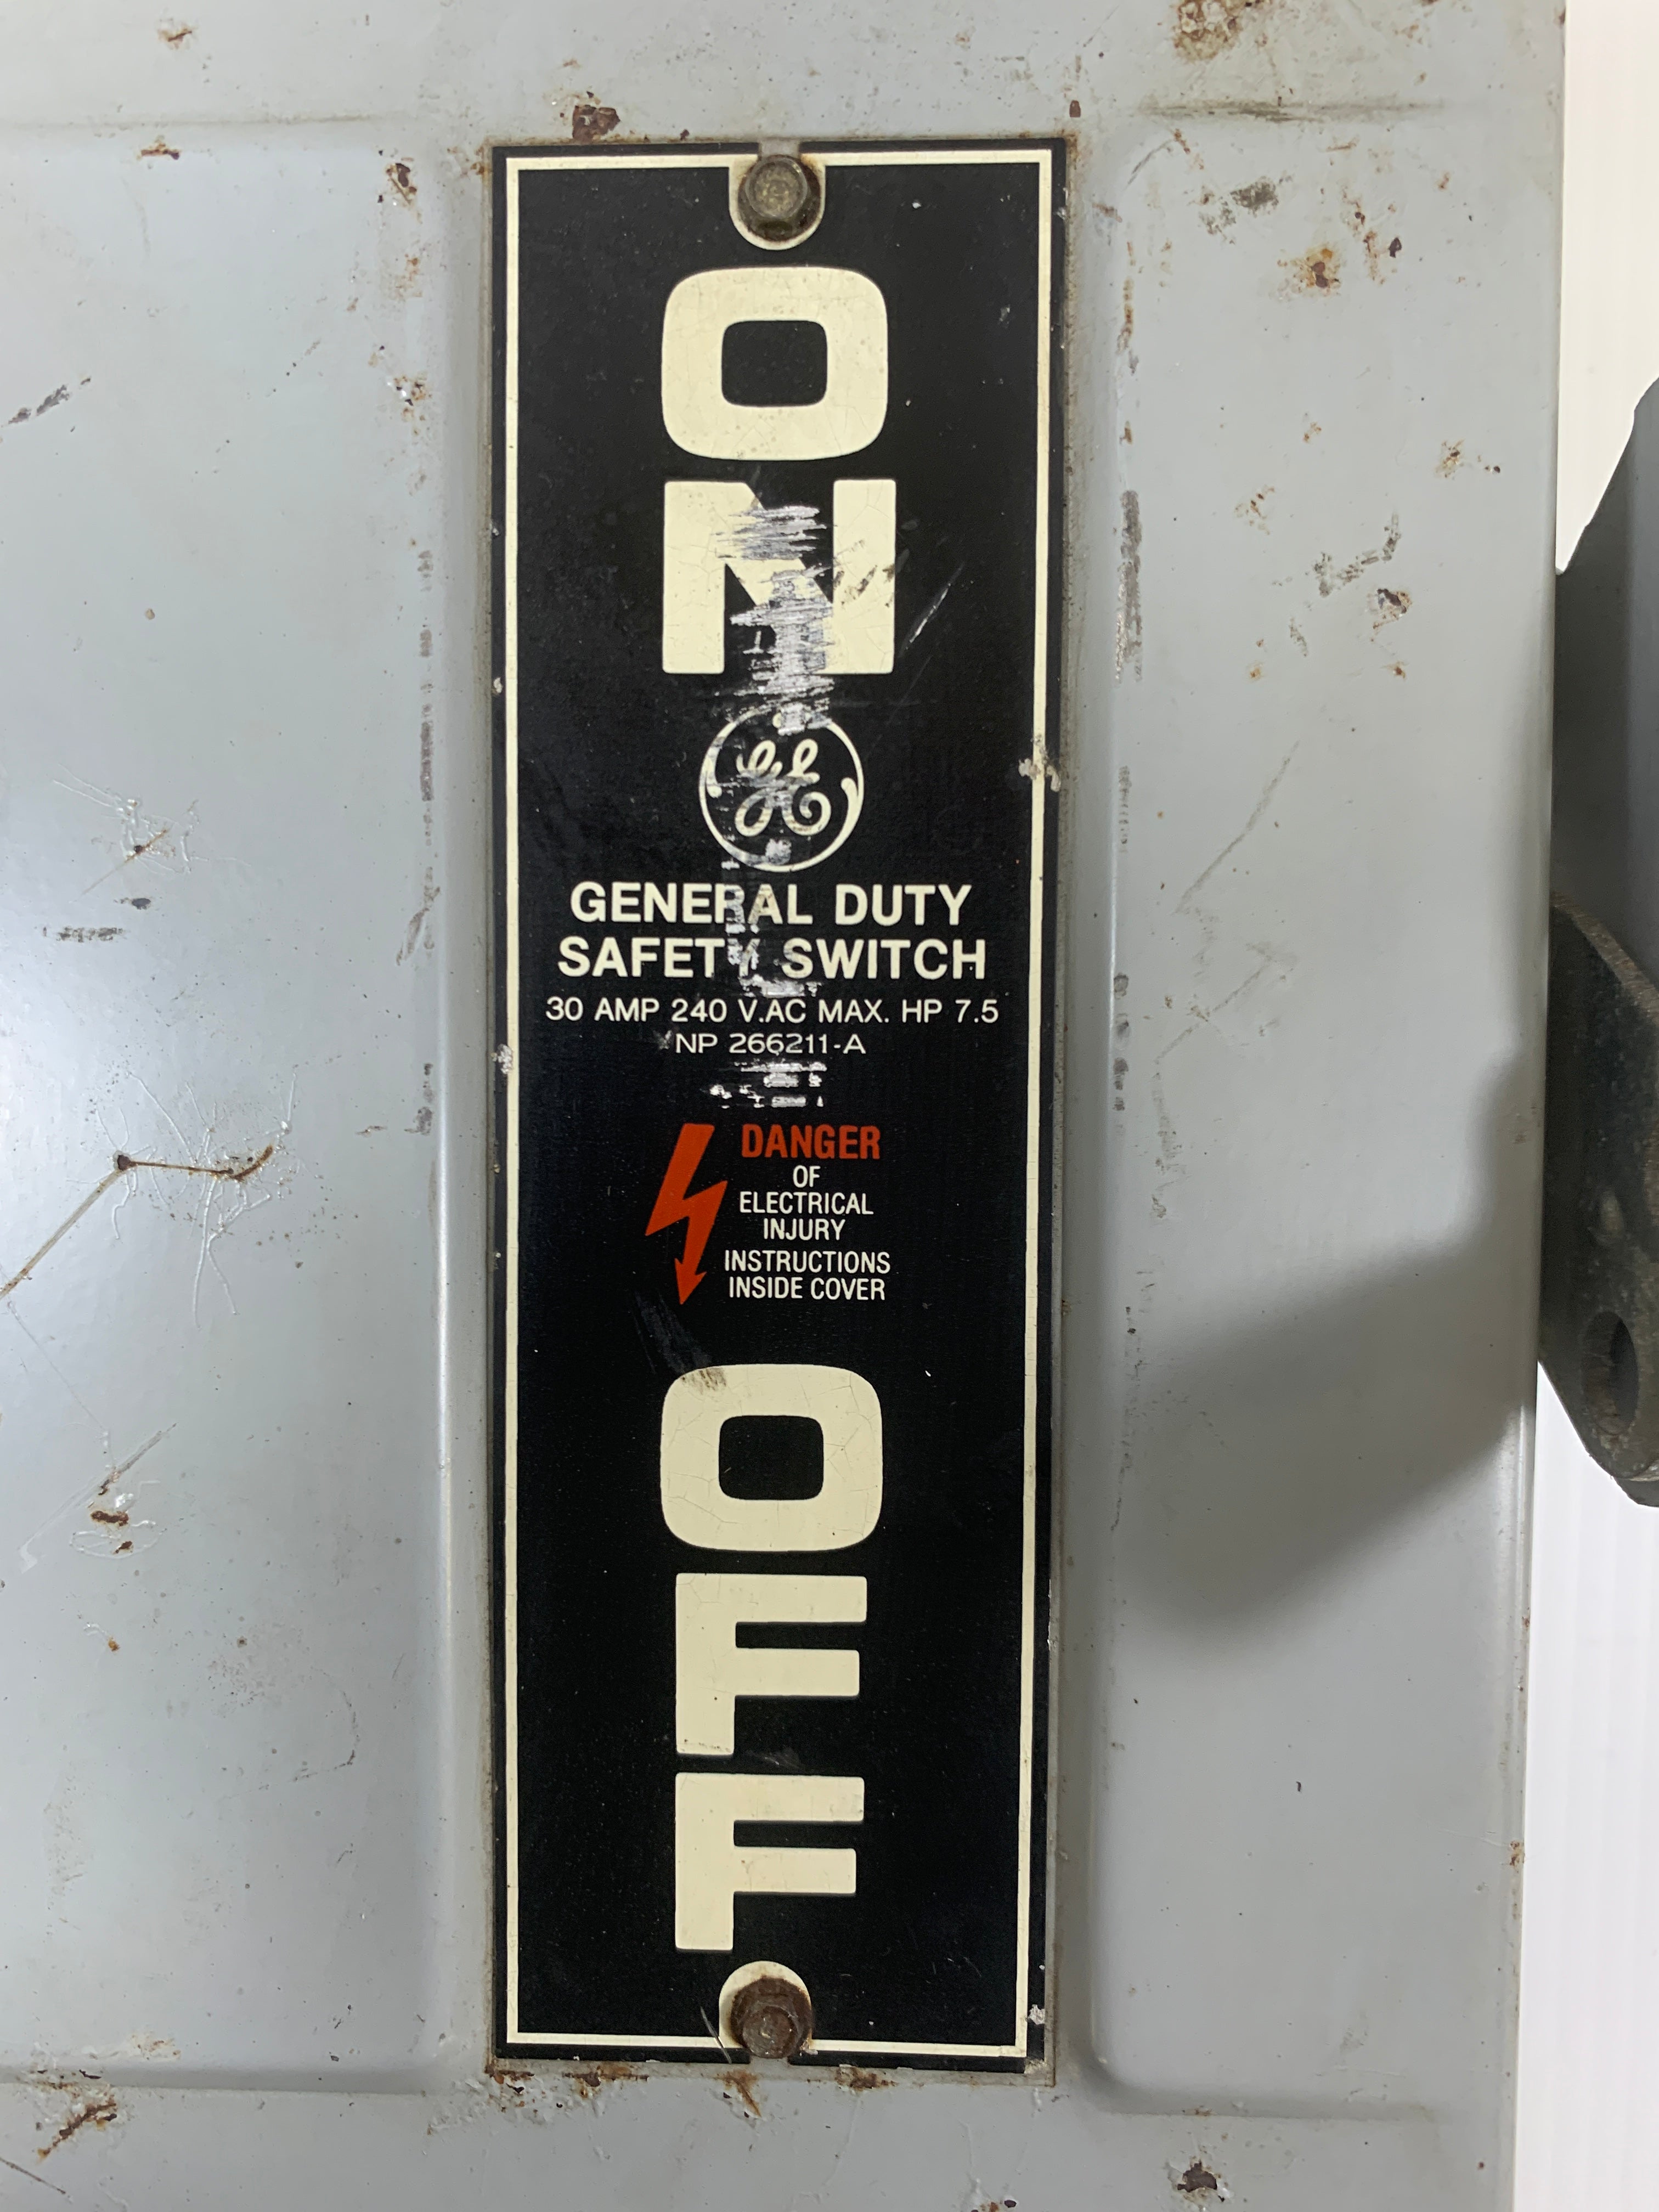 ON
GE
GENERAL DUTY
SAFETY SWITCH
30 AMP 240 V.AC MAX. HP 7.5
NP 266211-A
DANGER
OF
ELECTRICAL
INJURY
INSTRUCTIONS
INSIDE COVER
OFF